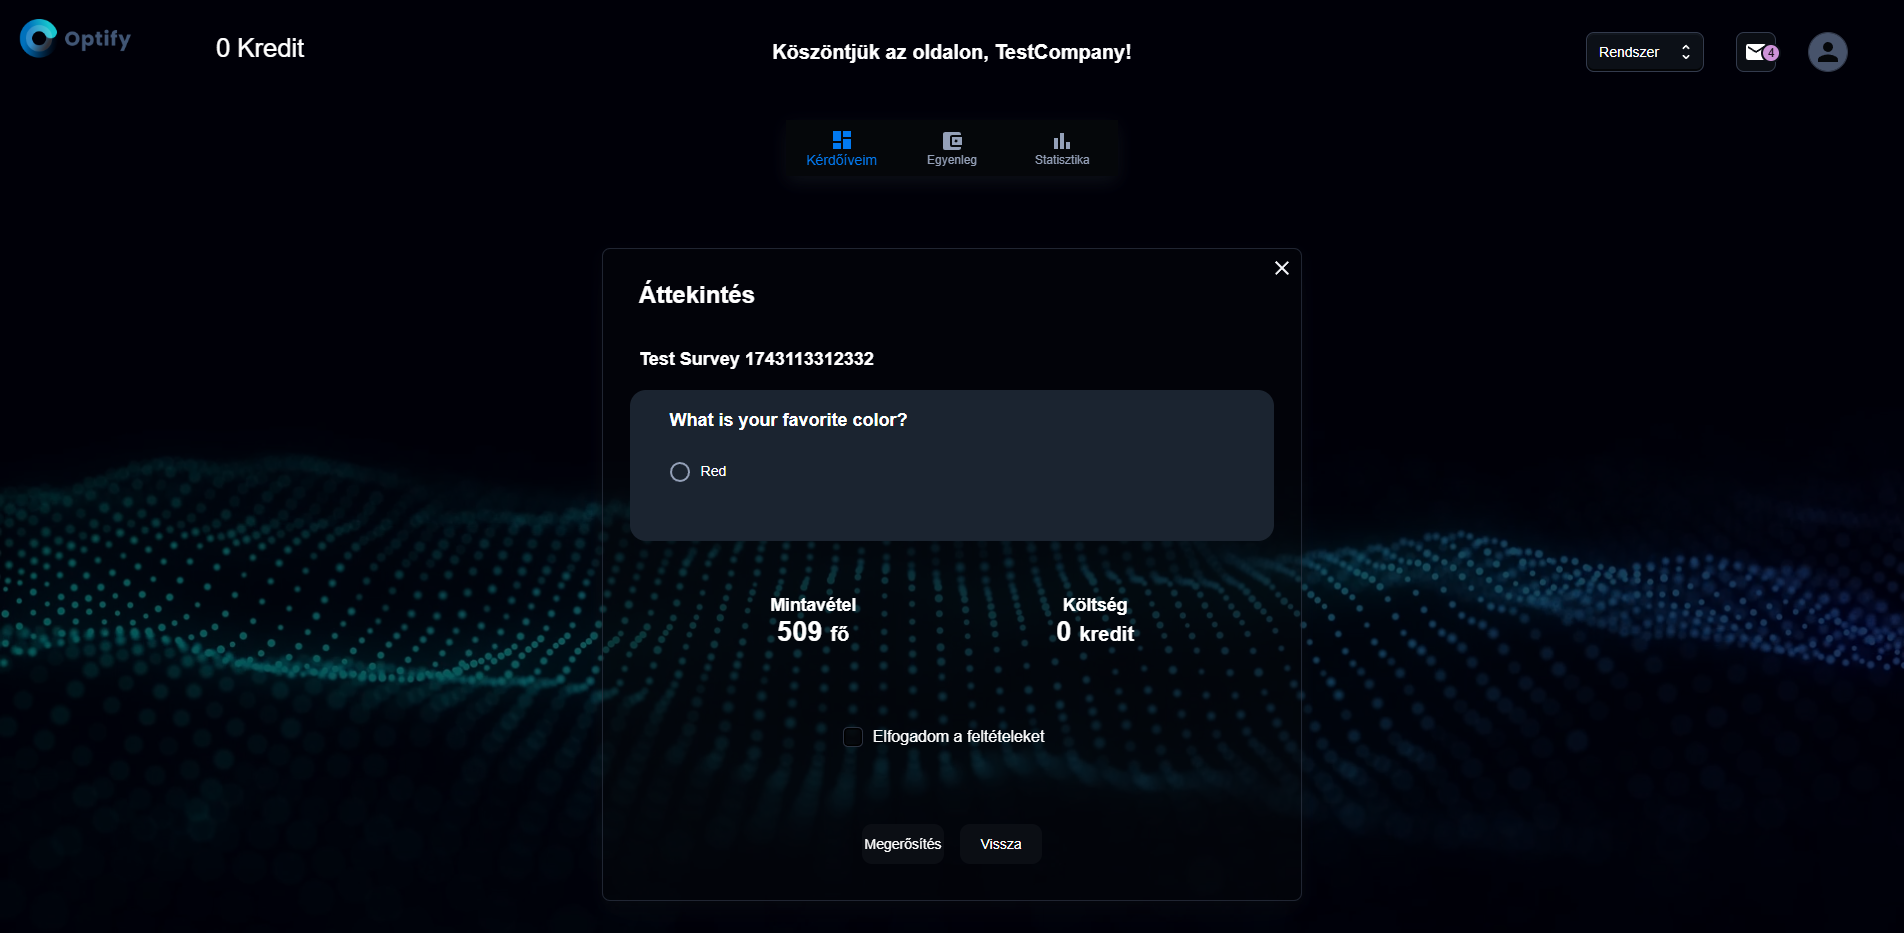 Optify
0 Kredit
Köszöntjük az oldalon, TestCompany!
Rendszer
4
Kérdőíveim
Egyenleg
Statisztika
Áttekintés
Test Survey 1743113312332
What is your favorite color?
Red
Mintavétel
509 fő
Költség
0 kredit
Elfogadom a feltételeket
Megerősítés
Vissza